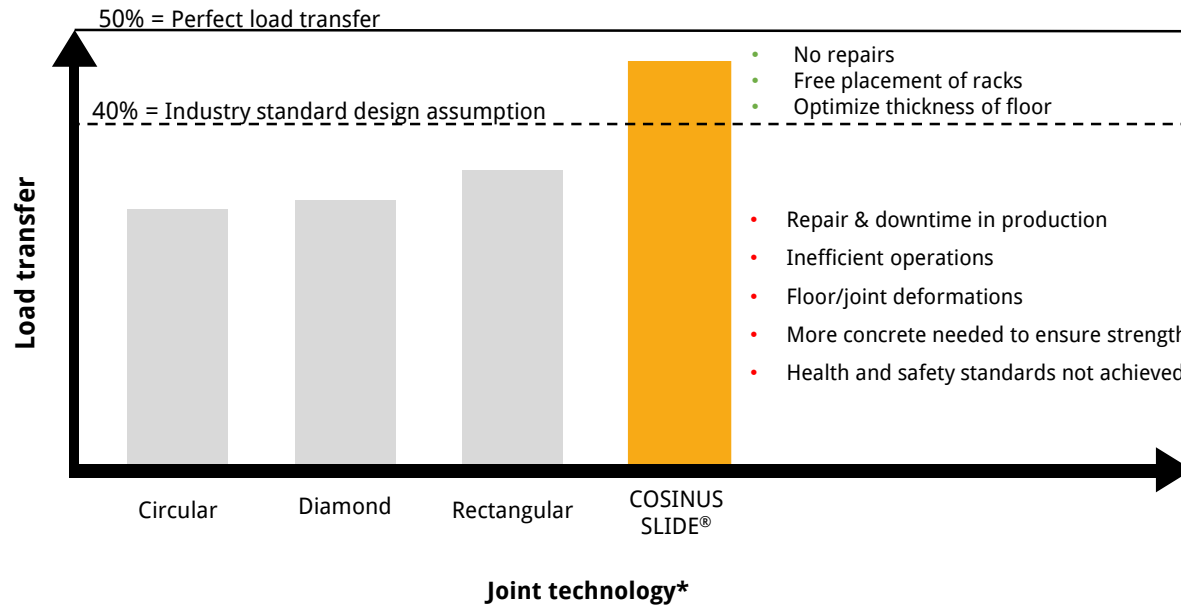 50% = Perfect load transfer
No repairs
Free placement of racks
Optimize thickness of floor
40% = Industry standard design assumption
Load transfer
Repair & downtime in production
Inefficient operations
Floor/joint deformations
More concrete needed to ensure strength
Health and safety standards not achieved
Circular
Diamond
Rectangular
COSINUS
SLIDE®
Joint technology*